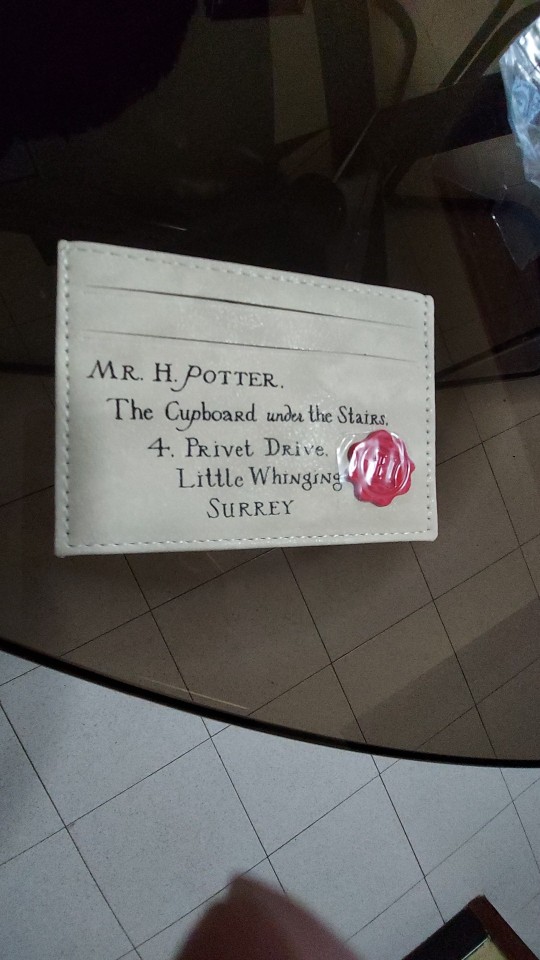 MR. H. POTTER.
The Cupboard under the Stairs,
4. Privet Drive.
Little Whinging
SURREY